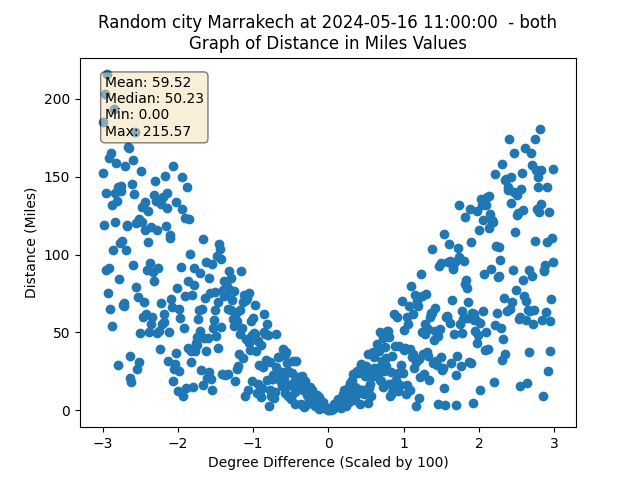 Random city Marrakech at 2024-05-16 11:00:00 - both
Graph of Distance in Miles Values
Mean: 59.52
Median: 50.23
Min: 0.00
Max: 215.57
200
150
100
50
0
Distance (Miles)
−3 −2 −1 0 1 2 3
Degree Difference (Scaled by 100)